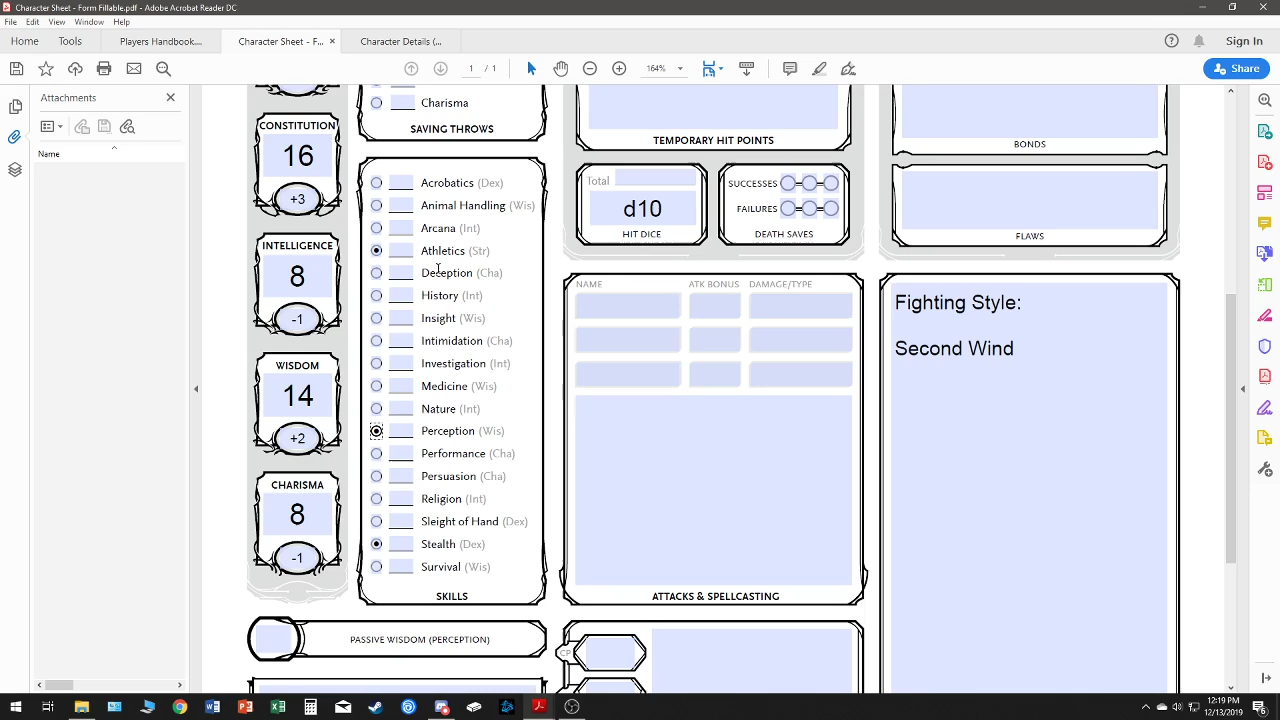 Character Sheet - Form Fillable.pdf - Adobe Acrobat Reader DC
File Edit View Window Help
Home Tools Players Handbook.... Character Sheet - F... × Character Details (... Sign In
1 / 1 164% Share
Attachments
Name
Charisma
SAVING THROWS
TEMPORARY HIT POINTS
BONDS
CONSTITUTION
16
+3
INTELLIGENCE
8
-1
WISDOM
14
+2
CHARISMA
8
-1
Acrobatics (Dex)
Animal Handling (Wis)
Arcana (Int)
Athletics (Str)
Deception (Cha)
History (Int)
Insight (Wis)
Intimidation (Cha)
Investigation (Int)
Medicine (Wis)
Nature (Int)
Perception (Wis)
Performance (Cha)
Persuasion (Cha)
Religion (Int)
Sleight of Hand (Dex)
Stealth (Dex)
Survival (Wis)
SKILLS
PASSIVE WISDOM (PERCEPTION)
Total
d10
HIT DICE
SUCCESSES
FAILURES
DEATH SAVES
FLAWS
NAME ATK BONUS DAMAGE/TYPE
ATTACKS & SPELLCASTING
CP
Fighting Style:
Second Wind
12:19 PM
12/13/2019